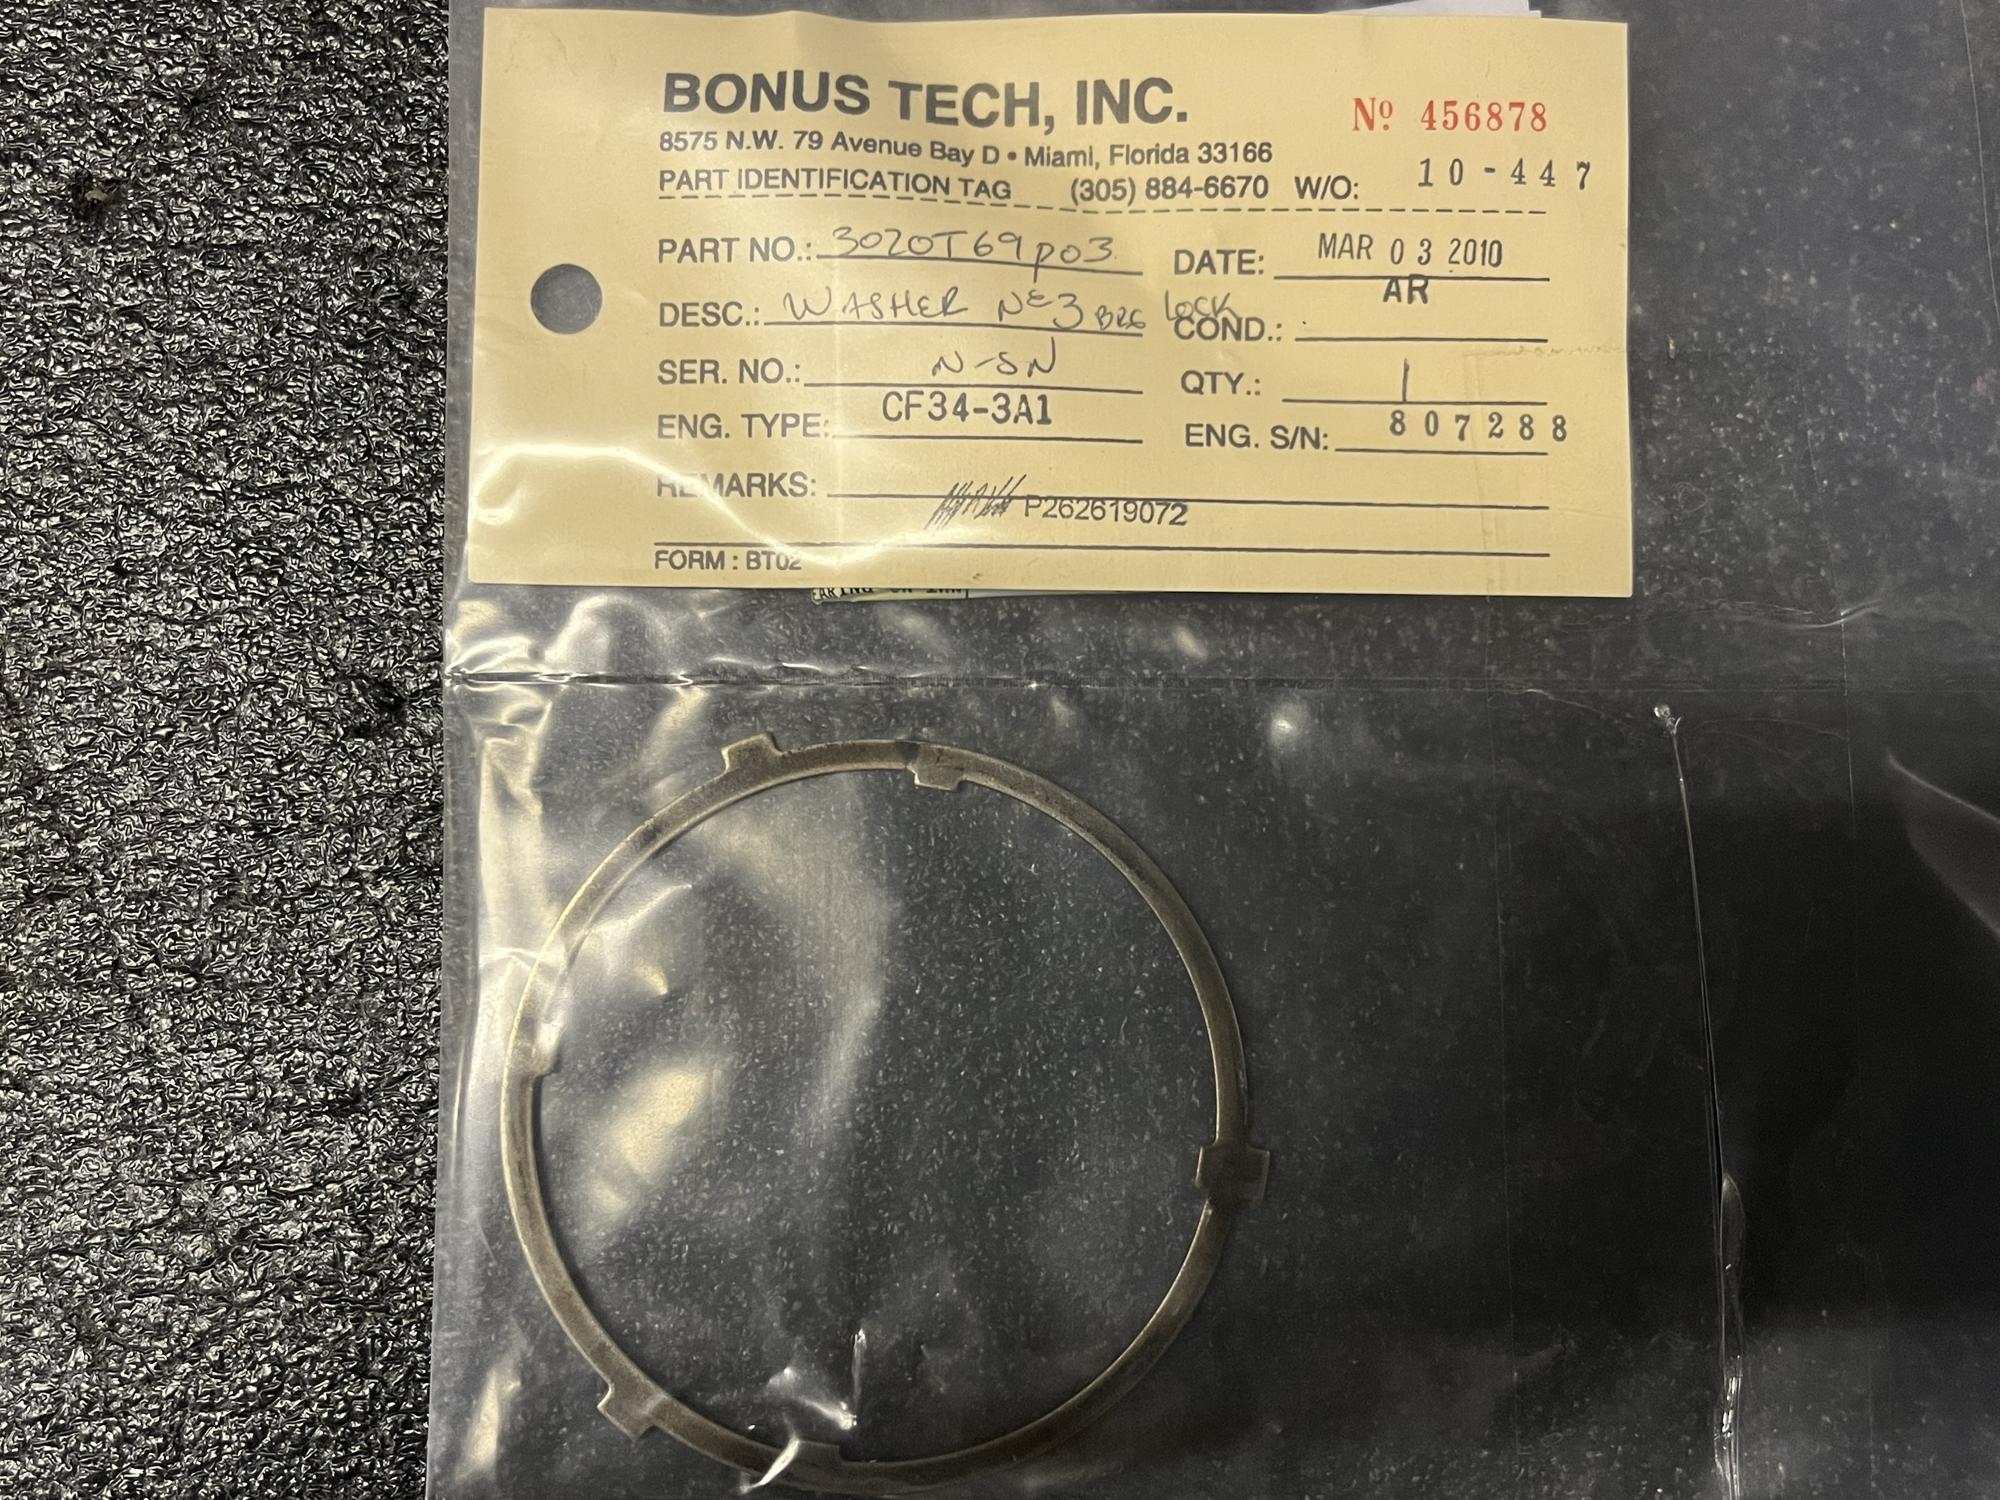 BONUS TECH, INC.
Nº 456878
8575 N.W. 79 Avenue Bay D • Miami, Florida 33166
PART IDENTIFICATION TAG (305) 884-6670 W/O: 10-447
PART NO.: 3020T69p03 DATE: MAR 03 2010
DESC.: WASHER Nº3 BRG lock COND.: AR
SER. NO.: N-SN QTY.: 1
ENG. TYPE: CF34-3A1 ENG. S/N: 807288
REMARKS: P262619072
FORM : BT02